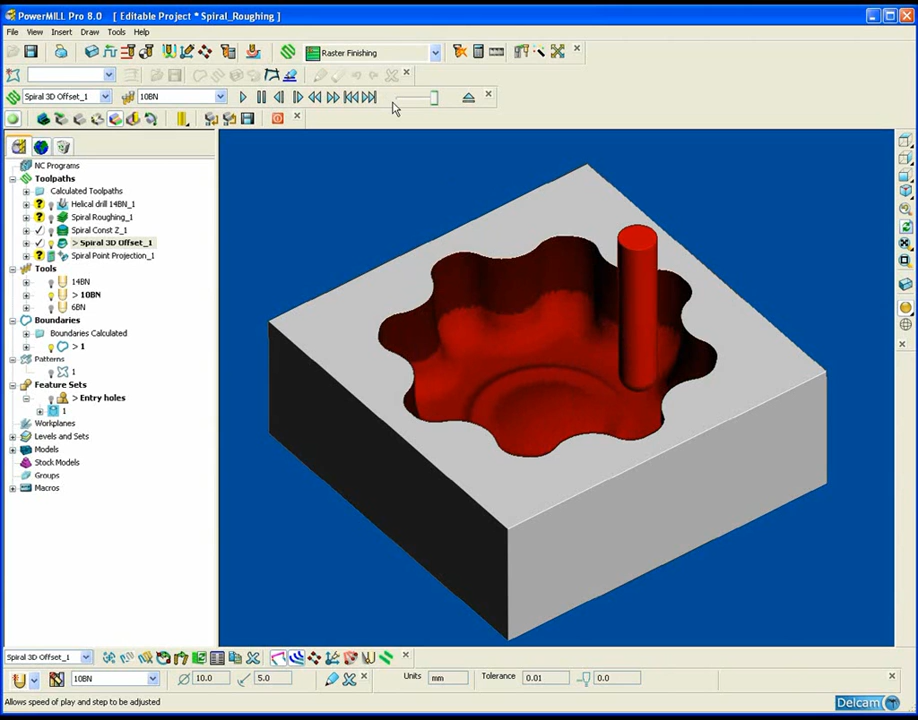 PowerMILL Pro 8.0 [ Editable Project * Spiral_Roughing ]
File View Insert Draw Tools Help
Raster Finishing
Spiral 3D Offset_1 10BN
NC Programs
Toolpaths
Calculated Toolpaths
Helical drill 14BN_1
Spiral Roughing_1
Spiral Const Z_1
> Spiral 3D Offset_1
Spiral Point Projection_1
Tools
14BN
> 10BN
6BN
Boundaries
Boundaries Calculated
> 1
Patterns
1
Feature Sets
> Entry holes
1
Workplanes
Levels and Sets
Models
Stock Models
Groups
Macros
Spiral 3D Offset_1
10BN 10.0 5.0 Units mm Tolerance 0.01 0.0
Allows speed of play and step to be adjusted
Delcam